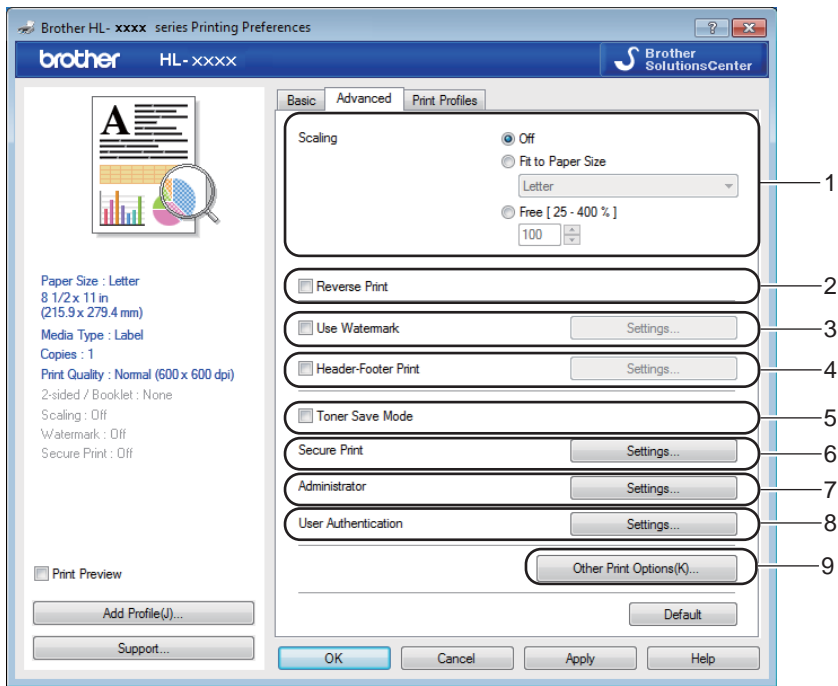 Brother HL- xxxx series Printing Preferences
brother HL-xxxx
Brother
SolutionsCenter
A
Paper Size : Letter
8 1/2 x 11 in
(215.9 x 279.4 mm)
Media Type : Label
Copies : 1
Print Quality : Normal (600 x 600 dpi)
2-sided / Booklet : None
Scaling : Off
Watermark : Off
Secure Print : Off
Print Preview
Add Profile(J)...
Support...
Basic Advanced Print Profiles
Scaling
Off
Fit to Paper Size
Letter
Free [ 25 - 400 % ]
100
1
Reverse Print
2
Use Watermark Settings...
3
Header-Footer Print Settings...
4
Toner Save Mode
5
Secure Print Settings...
6
Administrator Settings...
7
User Authentication Settings...
8
Other Print Options(K)...
9
Default
OK Cancel Apply Help